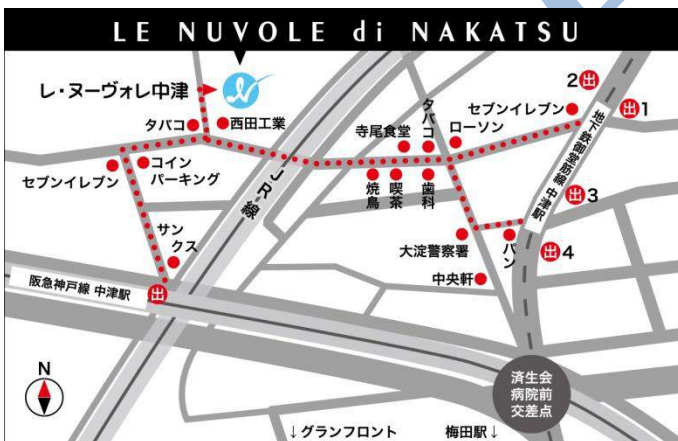 LE NUVOLE di NAKATSU
レ・ヌーヴォレ中津
タバコ
西田工業
セブンイレブン
コイン
パーキング
サン
クス
阪急神戸線 中津駅
出
JR線
寺尾食堂
タバコ
ローソン
セブンイレブン
2出
出1
地下鉄御堂筋線 中津駅
焼鳥
喫茶
歯科
出3
大淀警察署
パン
出4
中央軒
済生会
病院前
交差点
N
↓グランフロント
梅田駅↓